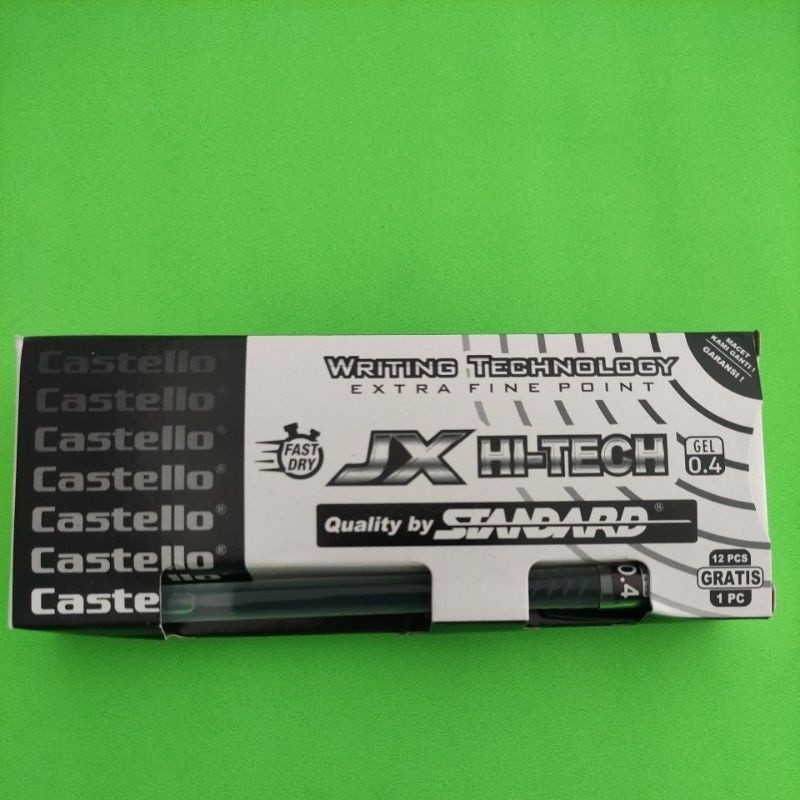 Castello®
Castello
Castello®
Castello®
Castello®
Castello®
Caste
llo
WRITING TECHNOLOGY
EXTRA FINE POINT
MACET
KAMI GANTI !
GARANSI !
FAST
DRY
JX HI-TECH
GEL
0.4
Quality by STANDARD®
12 PCS
GRATIS
1 PC
0.4